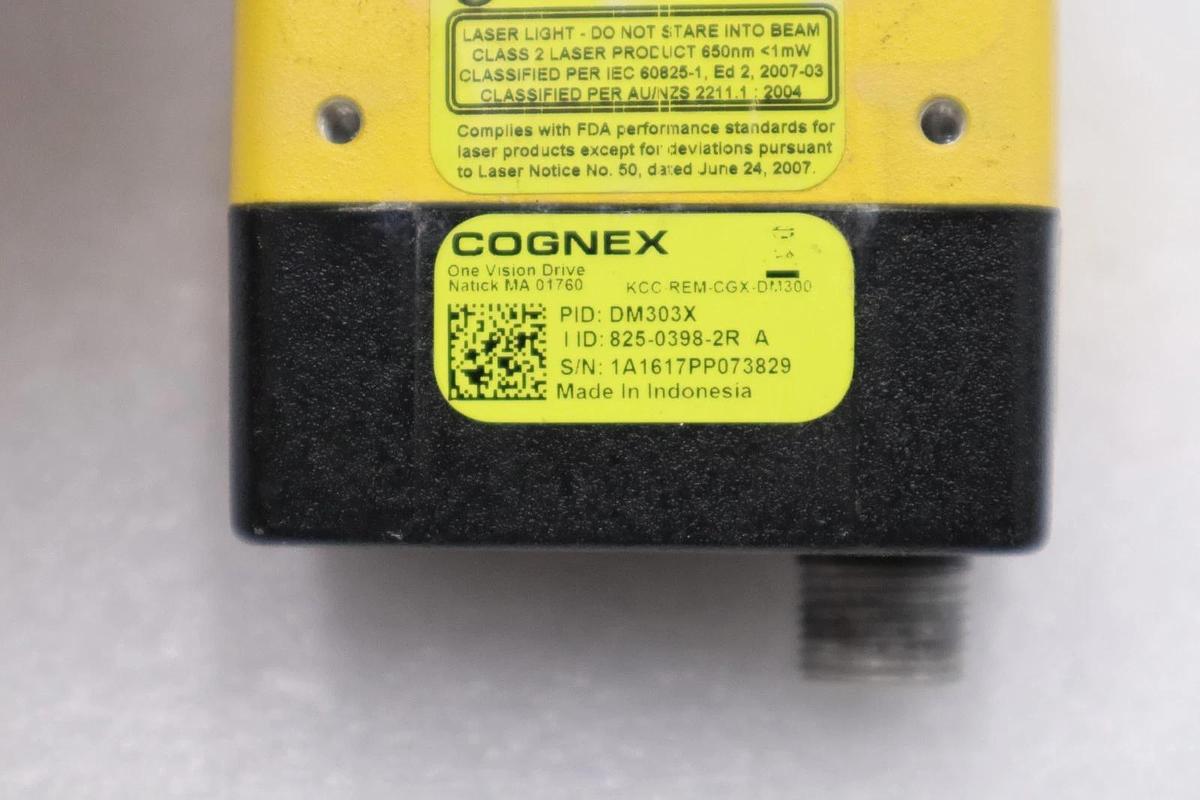 LASER LIGHT - DO NOT STARE INTO BEAM
CLASS 2 LASER PRODUCT 650nm <1mW
CLASSIFIED PER IEC 60825-1, Ed 2, 2007-03
CLASSIFIED PER AU/NZS 2211.1 : 2004
Complies with FDA performance standards for
laser products except for deviations pursuant
to Laser Notice No. 50, dated June 24, 2007.
COGNEX
One Vision Drive
Natick MA 01760
KCC-REM-CGX-DM300
PID: DM303X
IID: 825-0398-2R A
S/N: 1A1617PP073829
Made In Indonesia